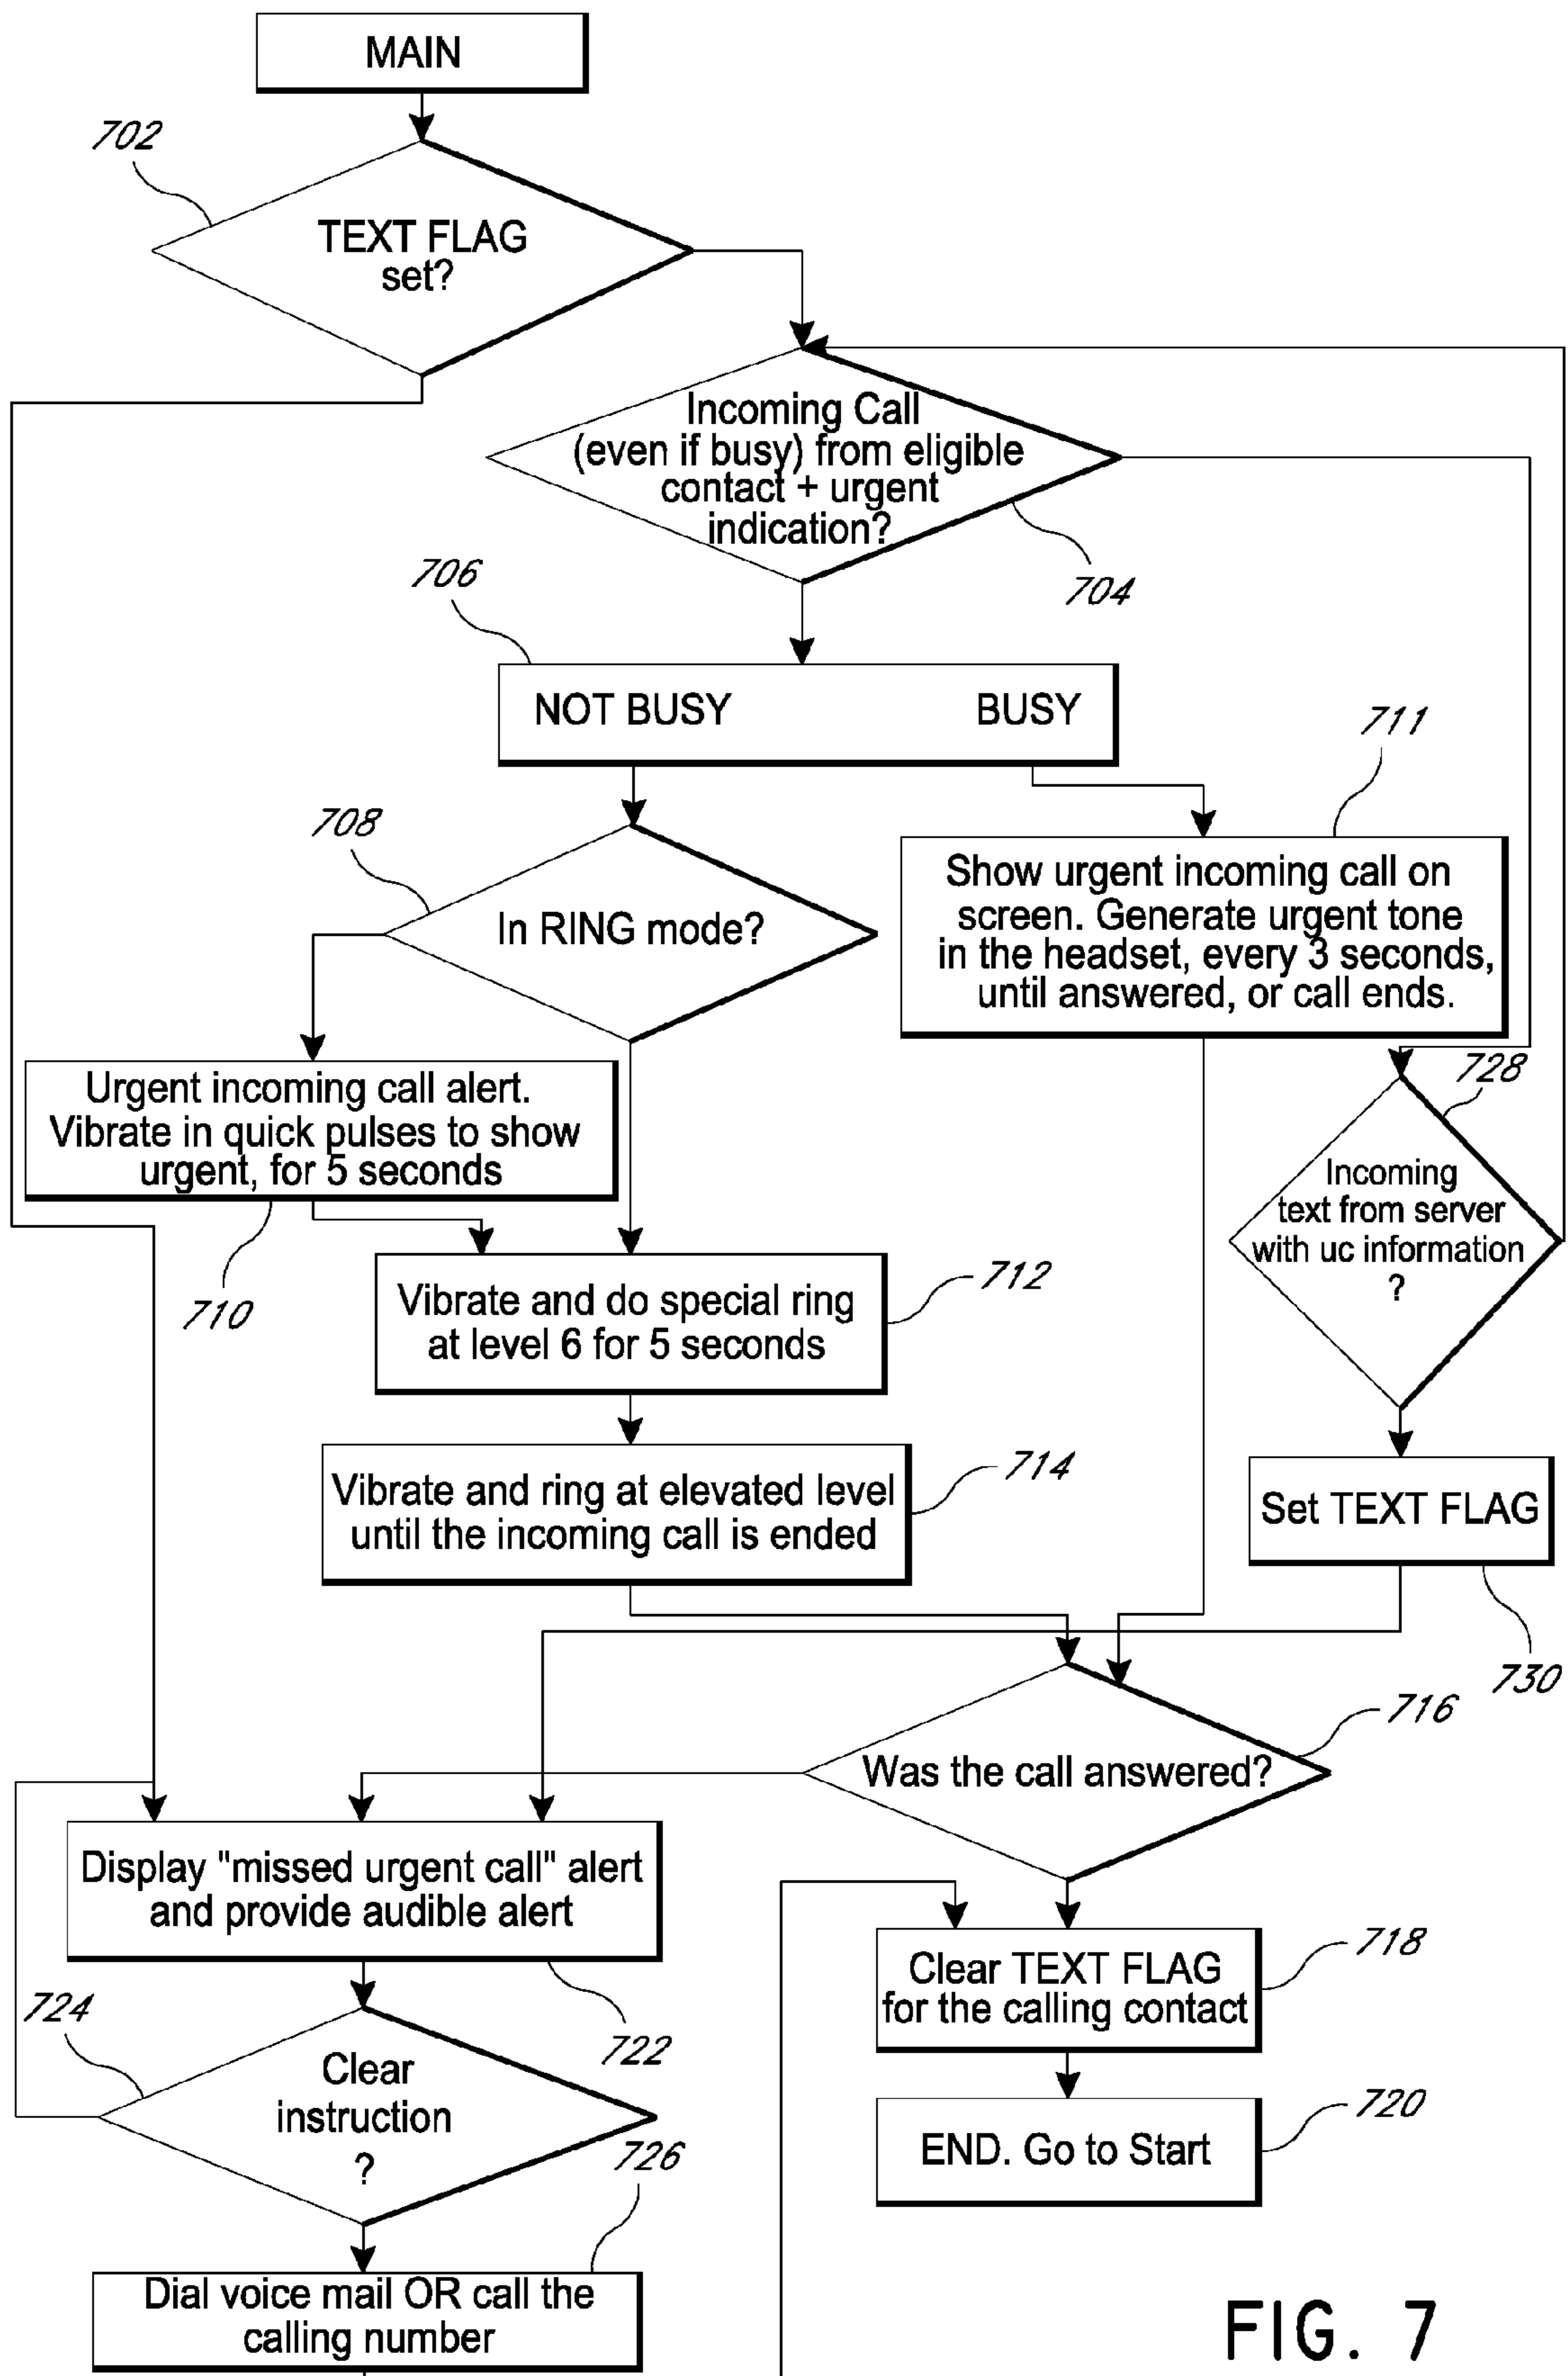 MAIN
702
TEXT FLAG
set?
Incoming Call
(even if busy) from eligible
contact + urgent
indication?
704
706
NOT BUSY BUSY
711
708
In RING mode?
Show urgent incoming call on
screen. Generate urgent tone
in the headset, every 3 seconds,
until answered, or call ends.
728
Urgent incoming call alert.
Vibrate in quick pulses to show
urgent, for 5 seconds
710
Incoming
text from server
with uc information
?
Vibrate and do special ring
at level 6 for 5 seconds
712
Vibrate and ring at elevated level
until the incoming call is ended
714
Set TEXT FLAG
730
716
Was the call answered?
Display "missed urgent call" alert
and provide audible alert
722
Clear TEXT FLAG
for the calling contact
718
724
Clear
instruction
?
END. Go to Start
720
726
Dial voice mail OR call the
calling number
FIG. 7